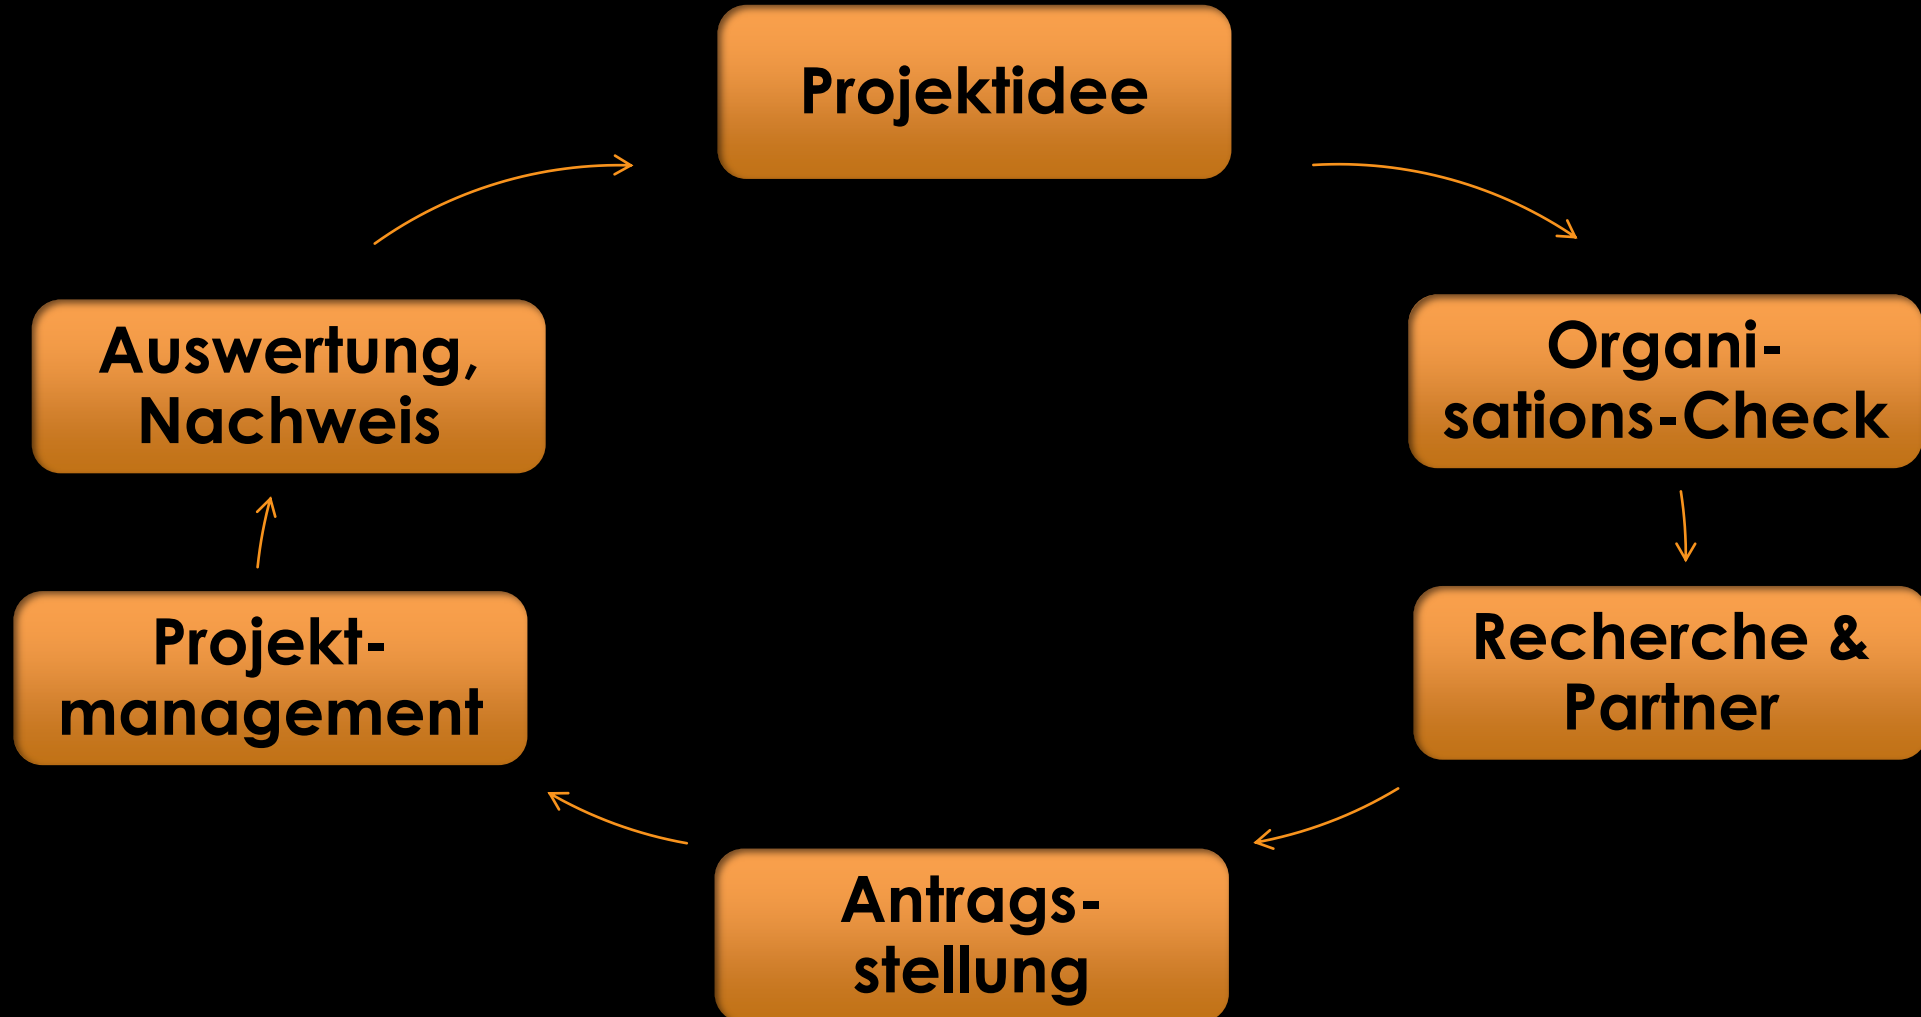 Projektidee
Organi-
sations-Check
Recherche &
Partner
Antrags-
stellung
Projekt-
management
Auswertung,
Nachweis